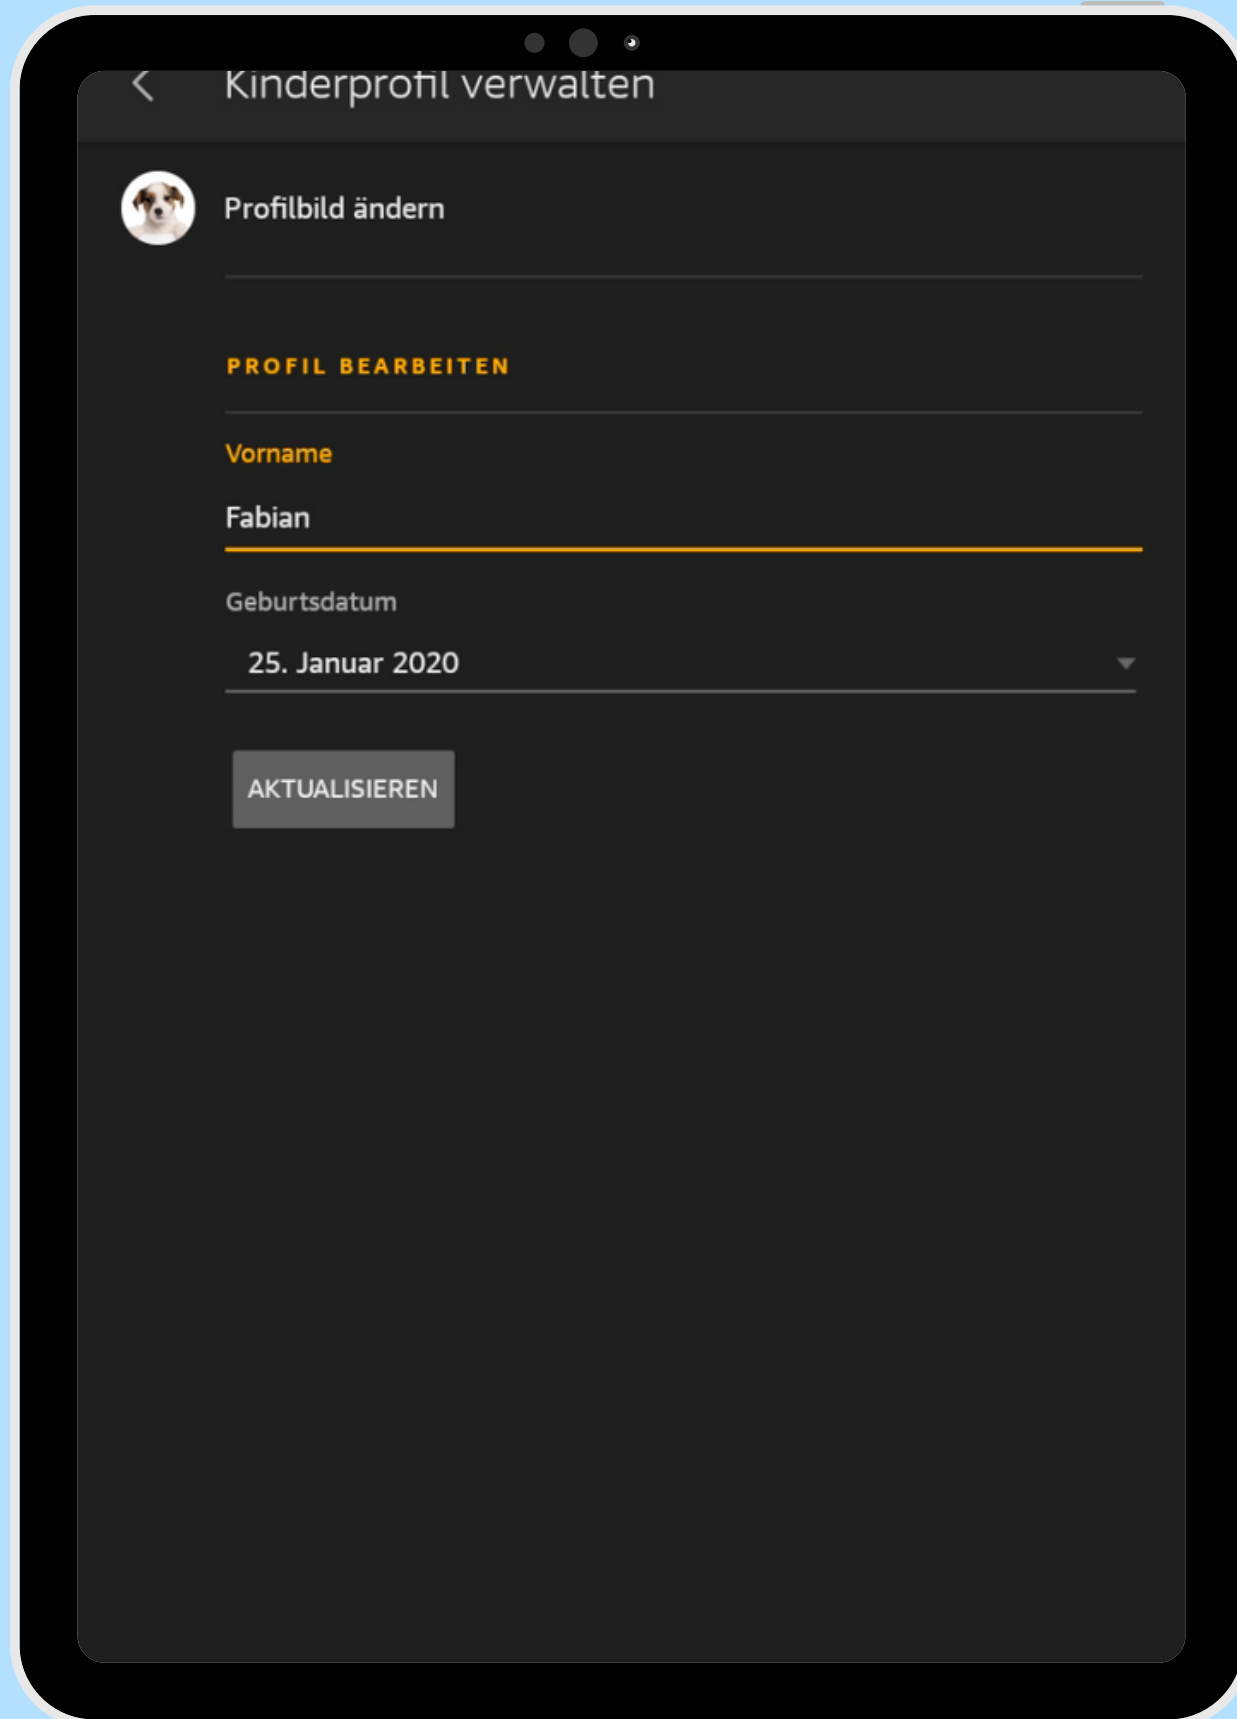 Kinderprofil verwalten
Profilbild ändern
PROFIL BEARBEITEN
Vorname
Fabian
Geburtsdatum
25. Januar 2020
AKTUALISIEREN